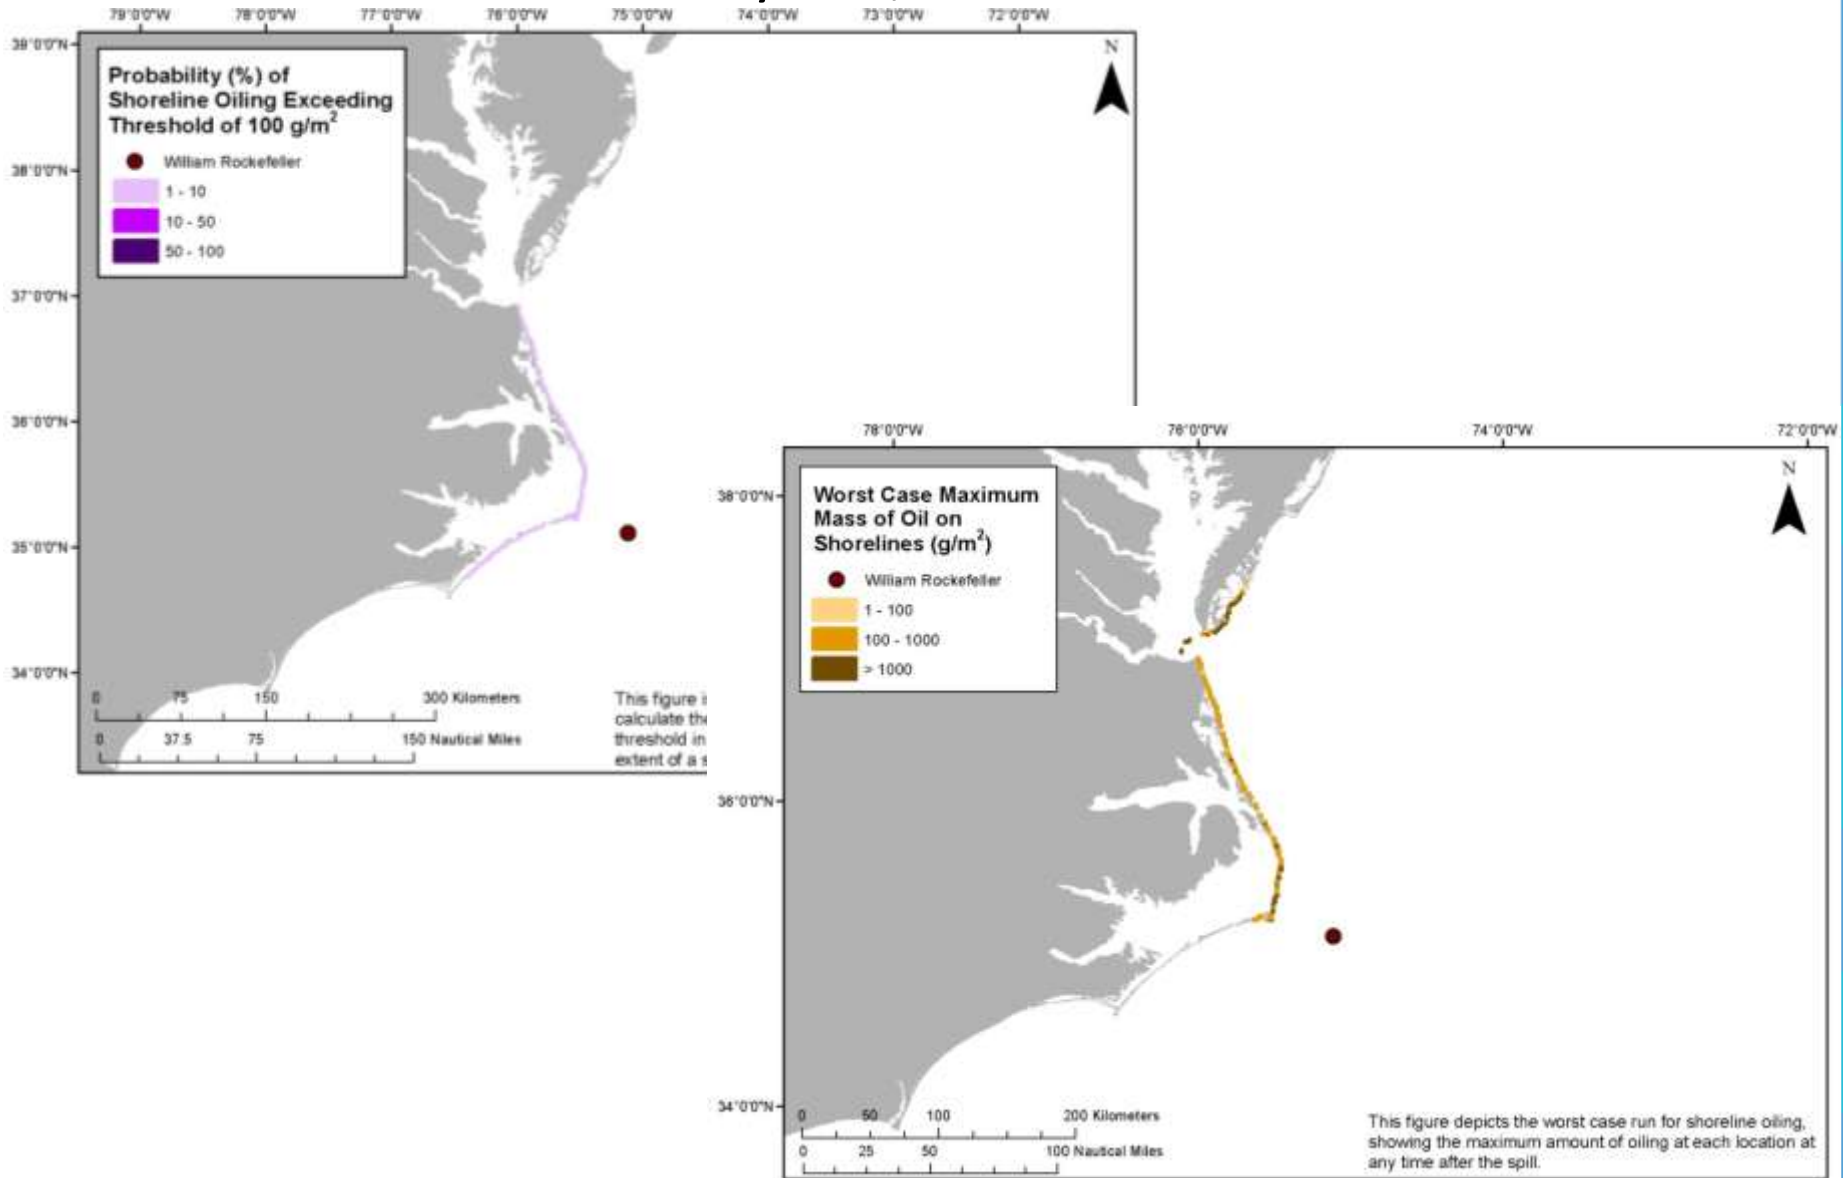 79°0'0"W 78°0'0"W 77°0'0"W 76°0'0"W 75°0'0"W 74°0'0"W 73°0'0"W 72°0'0"W
39°0'0"N
38°0'0"N
37°0'0"N
36°0'0"N
35°0'0"N
34°0'0"N
N
Probability (%) of
Shoreline Oiling Exceeding
Threshold of 100 g/m²
William Rockefeller
1 - 10
10 - 50
50 - 100
0 75 150 300 Kilometers
0 37.5 75 150 Nautical Miles
This figure
calculate the
threshold in
extent of a
78°0'0"W 76°0'0"W 74°0'0"W 72°0'0"W
38°0'0"N
36°0'0"N
34°0'0"N
N
Worst Case Maximum
Mass of Oil on
Shorelines (g/m²)
William Rockefeller
1 - 100
100 - 1000
> 1000
0 50 100 200 Kilometers
0 25 50 100 Nautical Miles
This figure depicts the worst case run for shoreline oiling,
showing the maximum amount of oiling at each location at
any time after the spill.